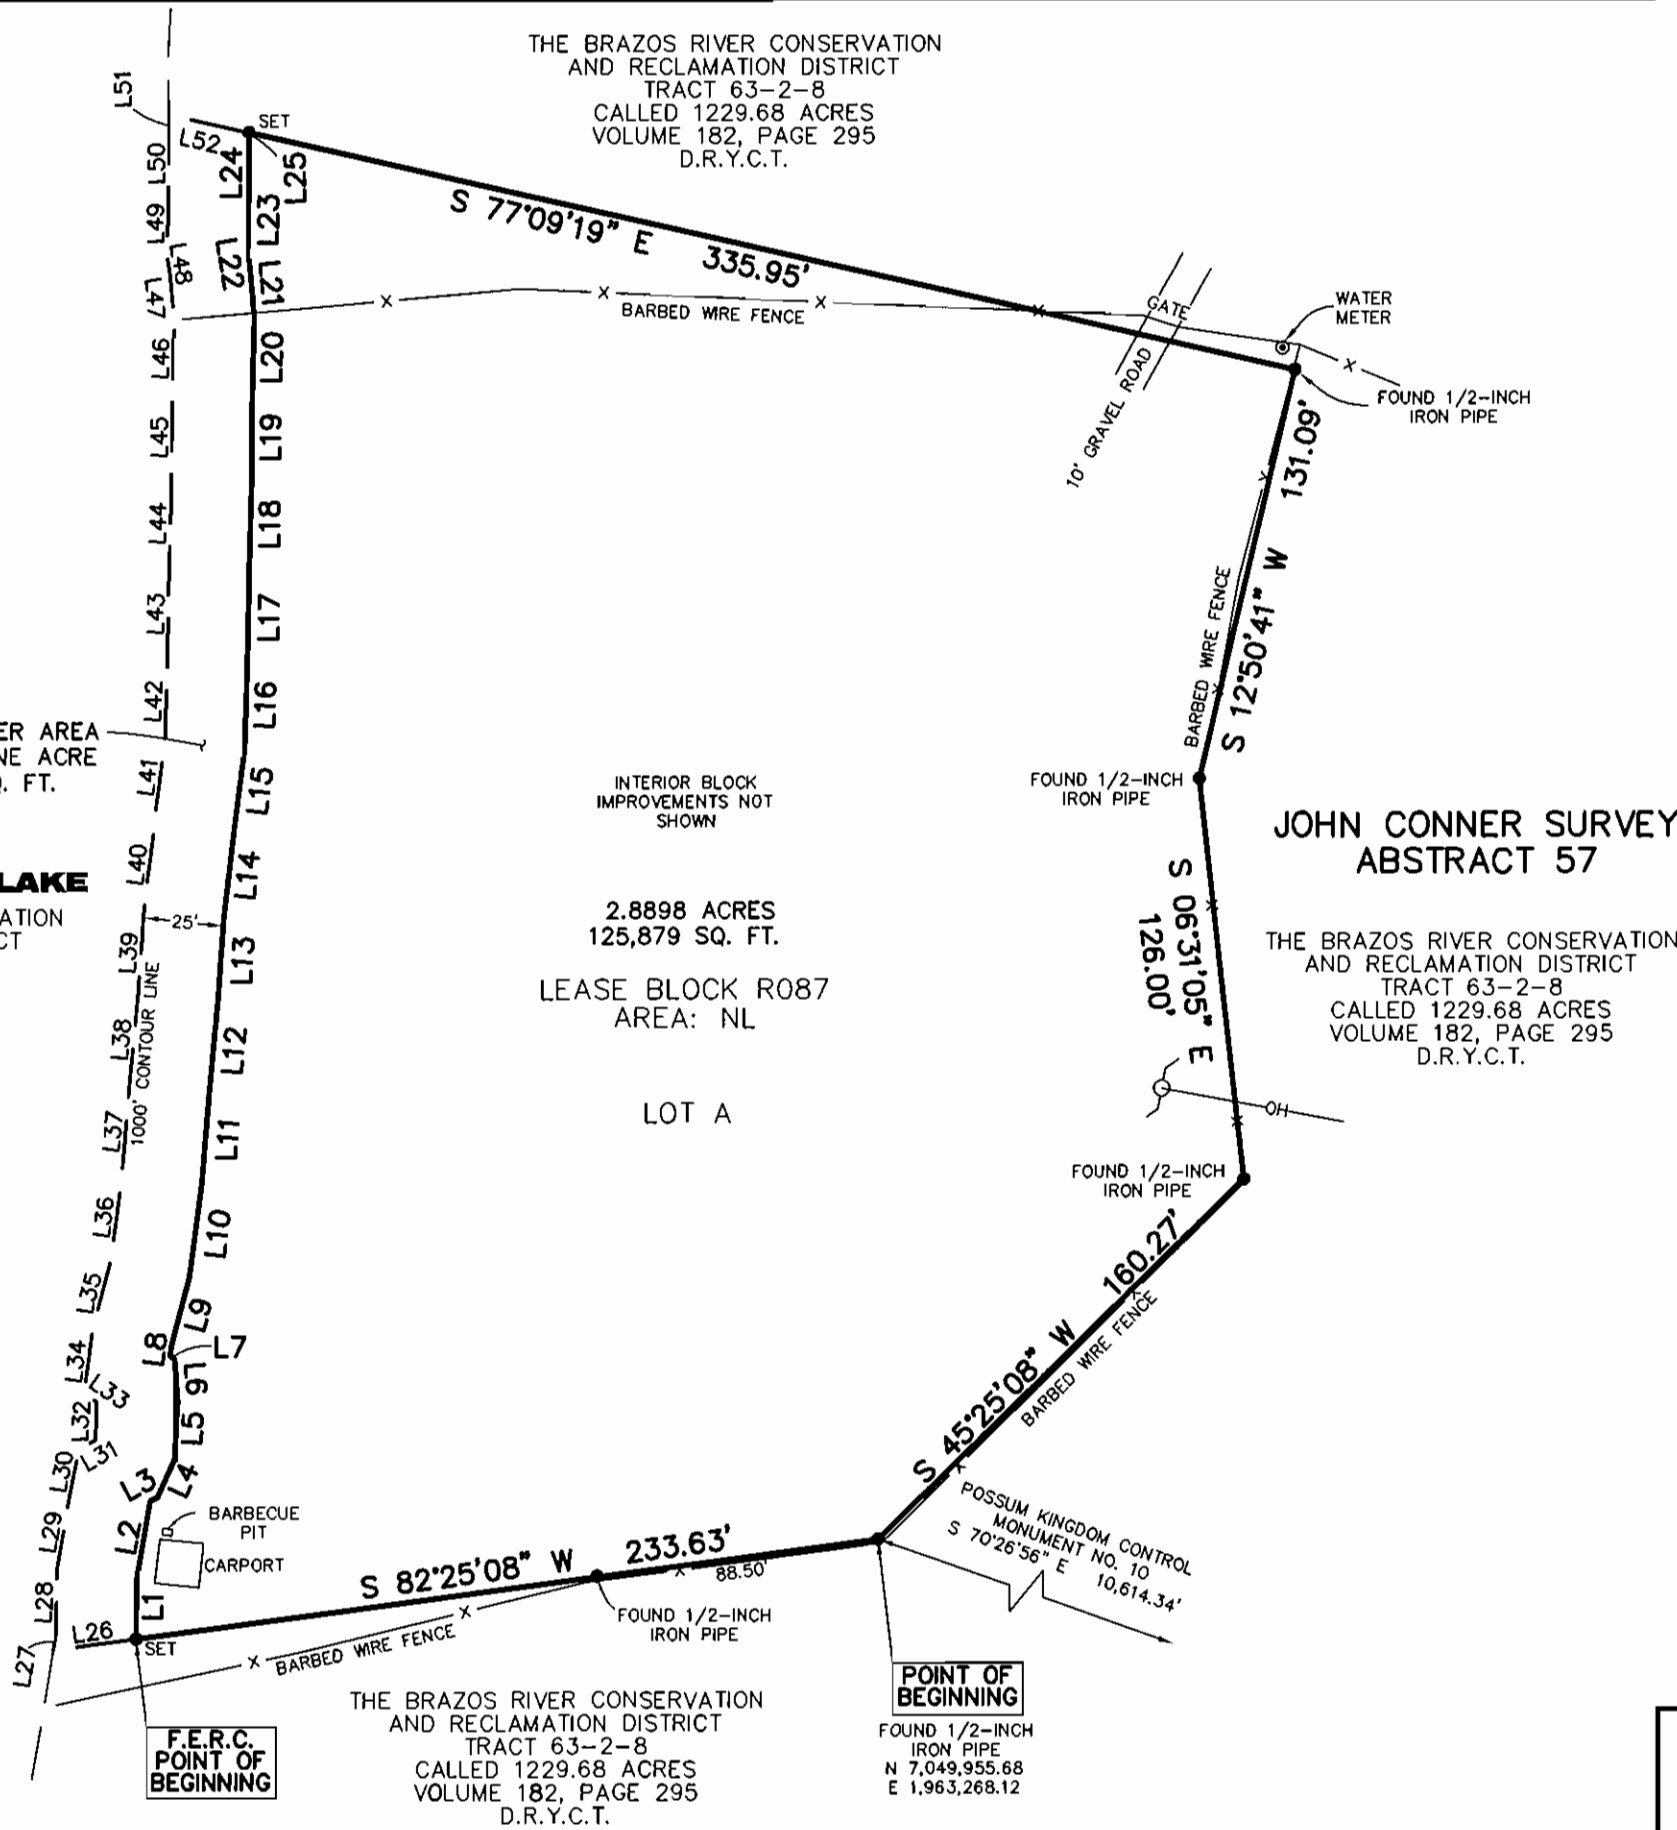 THE BRAZOS RIVER CONSERVATION
AND RECLAMATION DISTRICT
TRACT 63-2-8
CALLED 1229.68 ACRES
VOLUME 182, PAGE 295
D.R.Y.C.T.
L51
SET
L52
L50
L24
L25
L49
L23
L48
L22
L47
L21
S 77°09'19" E 335.95'
BARBED WIRE FENCE
GATE
WATER
METER
10' GRAVEL ROAD
FOUND 1/2-INCH
IRON PIPE
L46
L20
L45
L19
L44
L18
L43
L17
L42
L16
S 12°50'41" W 131.09'
BARBED WIRE FENCE
ER AREA
NE ACRE
. FT.
L41
L15
INTERIOR BLOCK
IMPROVEMENTS NOT
SHOWN
FOUND 1/2-INCH
IRON PIPE
JOHN CONNER SURVEY
ABSTRACT 57
L40
L14
LAKE
ATION
CT
25'
2.8898 ACRES
125,879 SQ. FT.
LEASE BLOCK R087
AREA: NL
LOT A
S 06°31'05" E
126.00'
THE BRAZOS RIVER CONSERVATION
AND RECLAMATION DISTRICT
TRACT 63-2-8
CALLED 1229.68 ACRES
VOLUME 182, PAGE 295
D.R.Y.C.T.
L39
L13
1000' CONTOUR LINE
L38
L12
L37
L11
OH
FOUND 1/2-INCH
IRON PIPE
L36
L10
L35
L9
L8
L7
L34
L33
L6
L32
L5
L31
L30
L3
L4
L29
L2
BARBECUE
PIT
CARPORT
L28
L1
L27
L26
SET
S 45°25'08" W 160.27'
BARBED WIRE FENCE
POSSUM KINGDOM CONTROL
MONUMENT NO. 10
S 70°26'56" E 10,614.34'
S 82°25'08" W 233.63'
88.50'
FOUND 1/2-INCH
IRON PIPE
BARBED WIRE FENCE
F.E.R.C.
POINT OF
BEGINNING
THE BRAZOS RIVER CONSERVATION
AND RECLAMATION DISTRICT
TRACT 63-2-8
CALLED 1229.68 ACRES
VOLUME 182, PAGE 295
D.R.Y.C.T.
POINT OF
BEGINNING
FOUND 1/2-INCH
IRON PIPE
N 7,049,955.68
E 1,963,268.12